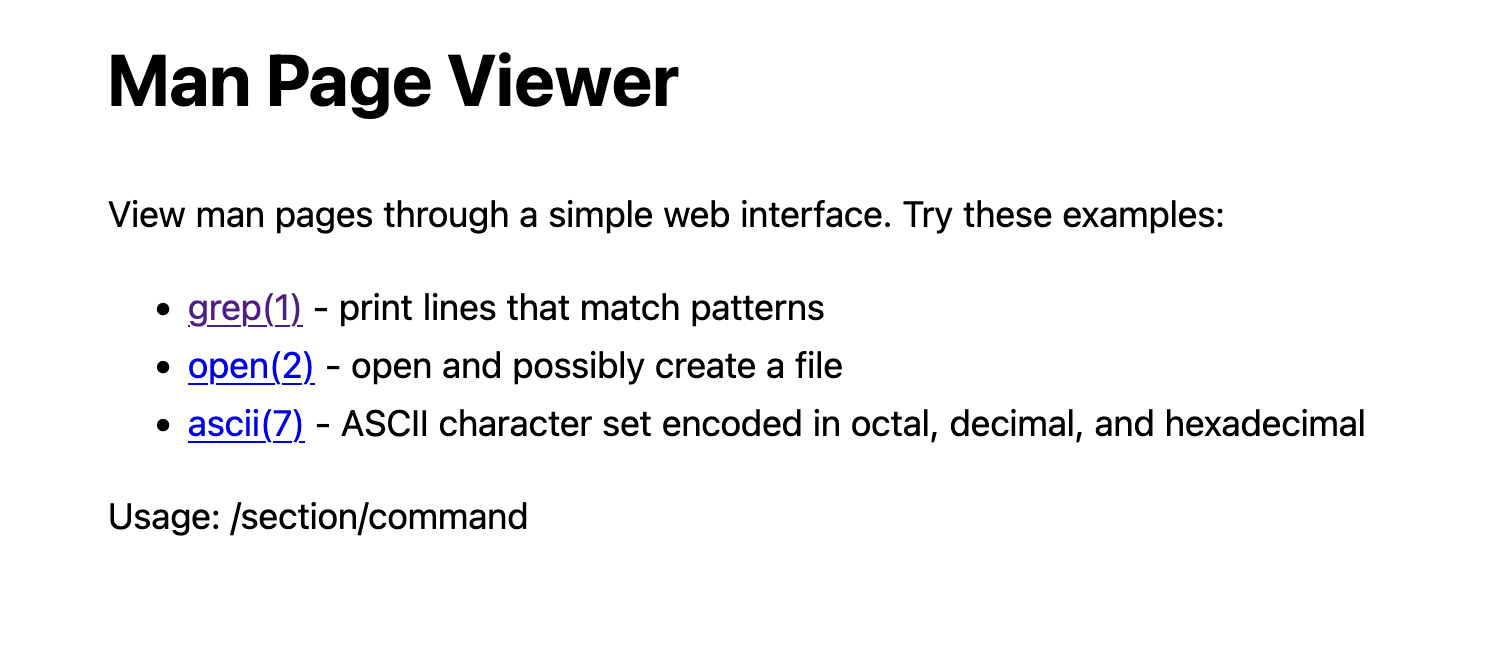 Man Page Viewer
View man pages through a simple web interface. Try these examples:
• grep(1) - print lines that match patterns
• open(2) - open and possibly create a file
• ascii(7) - ASCII character set encoded in octal, decimal, and hexadecimal
Usage: /section/command